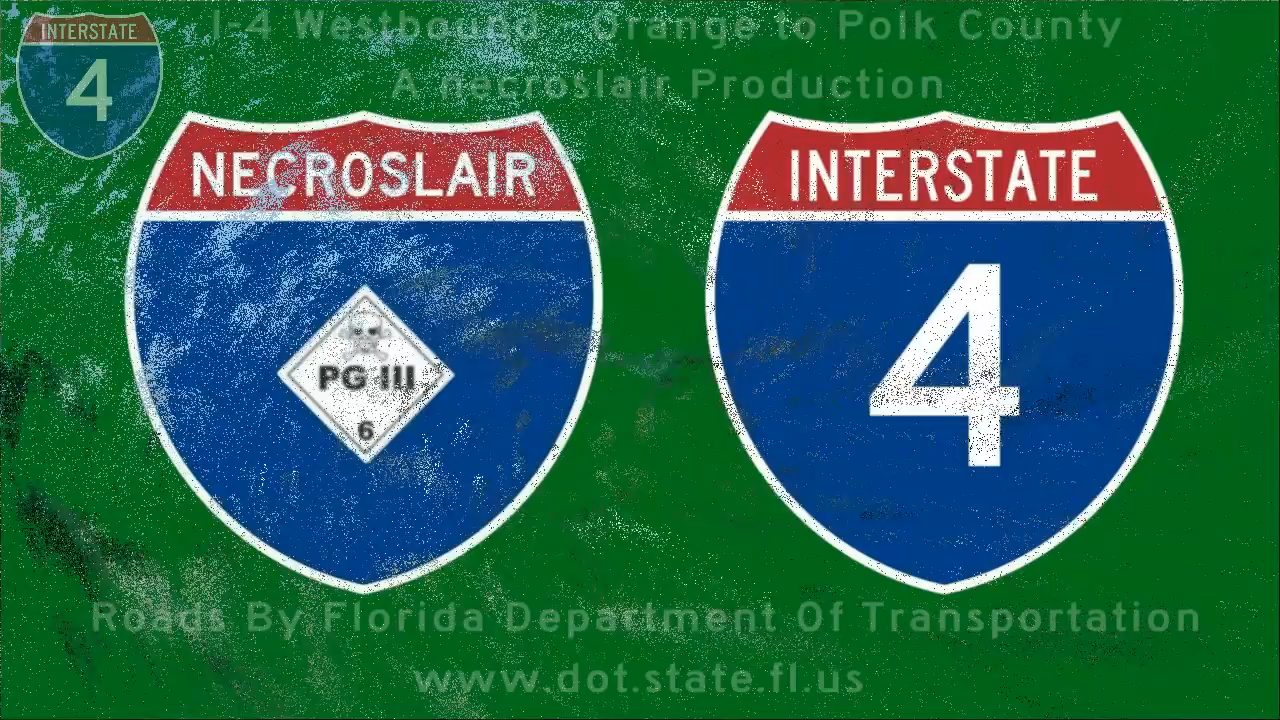 INTERSTATE
4
I-4 Orange to Polk County
A necroslair Production
NECROSLAIR
PG III
6
INTERSTATE
4
Roads By Florida Department Of Transportation
www.dot.state.fl.us